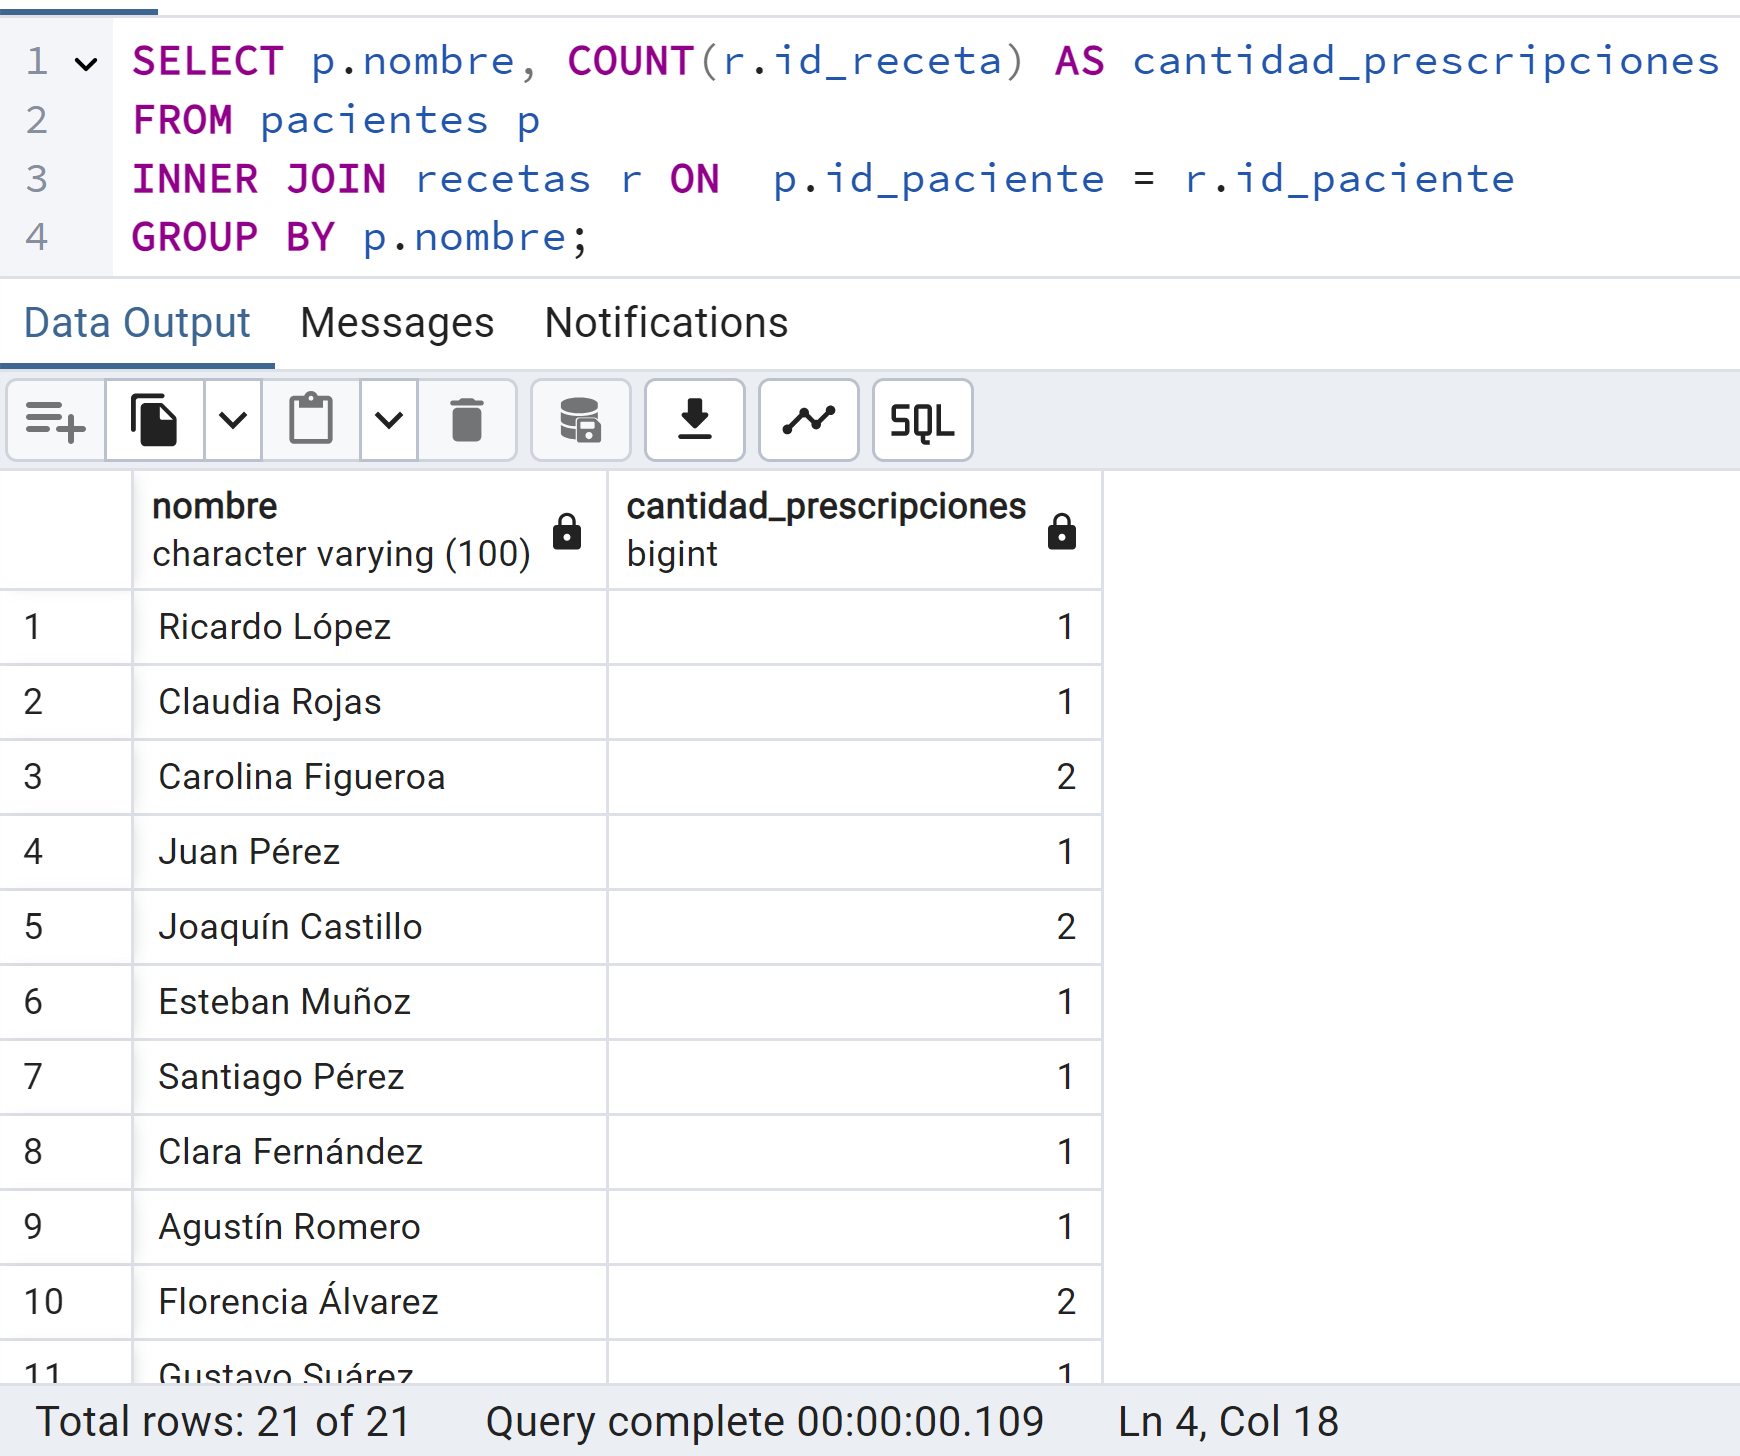 1 SELECT p.nombre, COUNT(r.id_receta) AS cantidad_prescripciones
2 FROM pacientes p
3 INNER JOIN recetas r ON  p.id_paciente = r.id_paciente
4 GROUP BY p.nombre;
Data Output Messages Notifications
SQL
nombre cantidad_prescripciones
character varying (100) bigint
1 Ricardo López 1
2 Claudia Rojas 1
3 Carolina Figueroa 2
4 Juan Pérez 1
5 Joaquín Castillo 2
6 Esteban Muñoz 1
7 Santiago Pérez 1
8 Clara Fernández 1
9 Agustín Romero 1
10 Florencia Álvarez 2
11 Gustavo Suárez 1
Total rows: 21 of 21 Query complete 00:00:00.109 Ln 4, Col 18